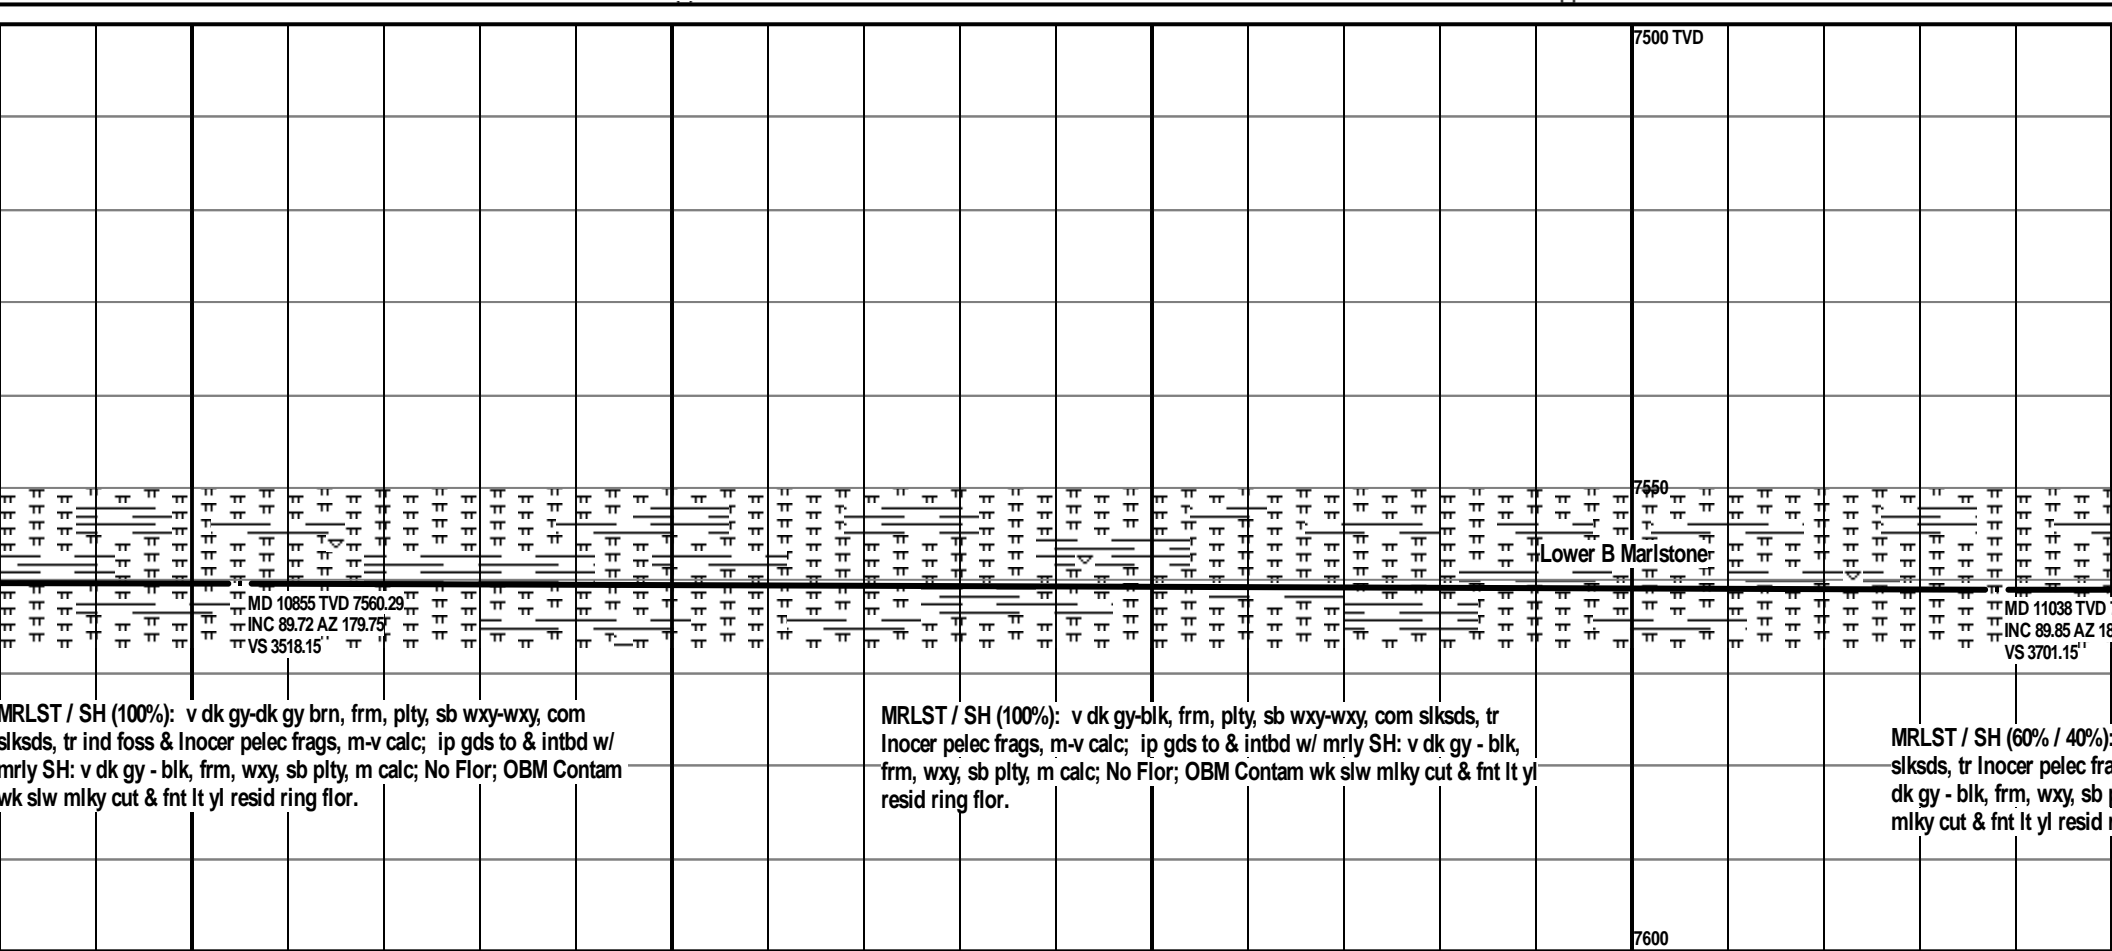 7500 TVD
7550
Lower B Marlstone
MD 10855 TVD 7560.29
INC 89.72 AZ 179.75
VS 3518.15'
MD 11038 TVD
INC 89.85 AZ 18
VS 3701.15'
MRLST / SH (100%): v dk gy-dk gy brn, frm, plty, sb wxy-wxy, com
slksds, tr ind foss & Inocer pelec frags, m-v calc; ip gds to & intbd w/
mrly SH: v dk gy - blk, frm, wxy, sb plty, m calc; No Flor; OBM Contam
wk slw mlky cut & fnt lt yl resid ring flor.
MRLST / SH (100%): v dk gy-blk, frm, plty, sb wxy-wxy, com slksds, tr
Inocer pelec frags, m-v calc; ip gds to & intbd w/ mrly SH: v dk gy - blk,
frm, wxy, sb plty, m calc; No Flor; OBM Contam wk slw mlky cut & fnt lt yl
resid ring flor.
MRLST / SH (60% / 40%):
slksds, tr Inocer pelec fra
dk gy - blk, frm, wxy, sb
mlky cut & fnt lt yl resid
7600